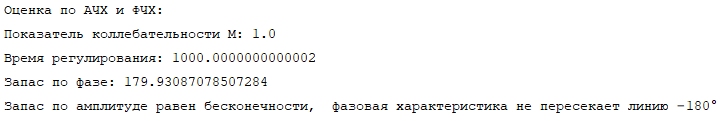 Оценка по АЧХ и ФЧХ:
Показатель коллебательности М: 1.0
Время регулирования: 1000.0000000000002
Запас по фазе: 179.93087078507284
Запас по амплитуде равен бесконечности,  фазовая характеристика не пересекает линию -180°